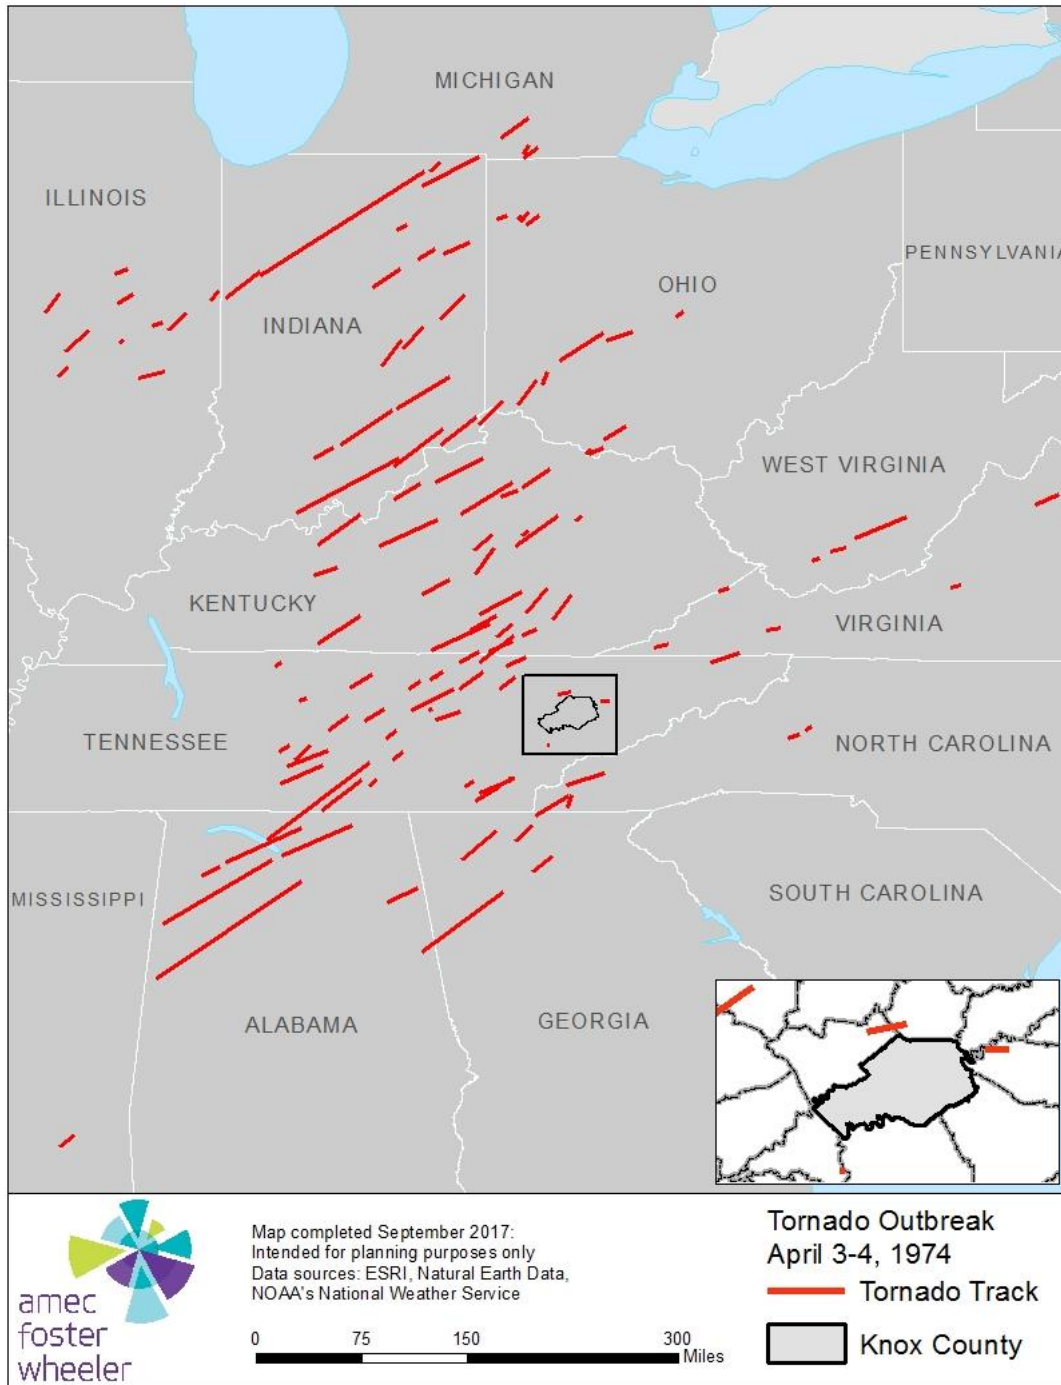 MICHIGAN
ILLINOIS
PENNSYLVANIA
OHIO
INDIANA
WEST VIRGINIA
KENTUCKY
VIRGINIA
TENNESSEE
NORTH CAROLINA
MISSISSIPPI
SOUTH CAROLINA
ALABAMA
GEORGIA
amec
foster
wheeler
Map completed September 2017:
Intended for planning purposes only
Data sources: ESRI, Natural Earth Data,
NOAA's National Weather Service
0 75 150 300
Miles
Tornado Outbreak
April 3-4, 1974
Tornado Track
Knox County